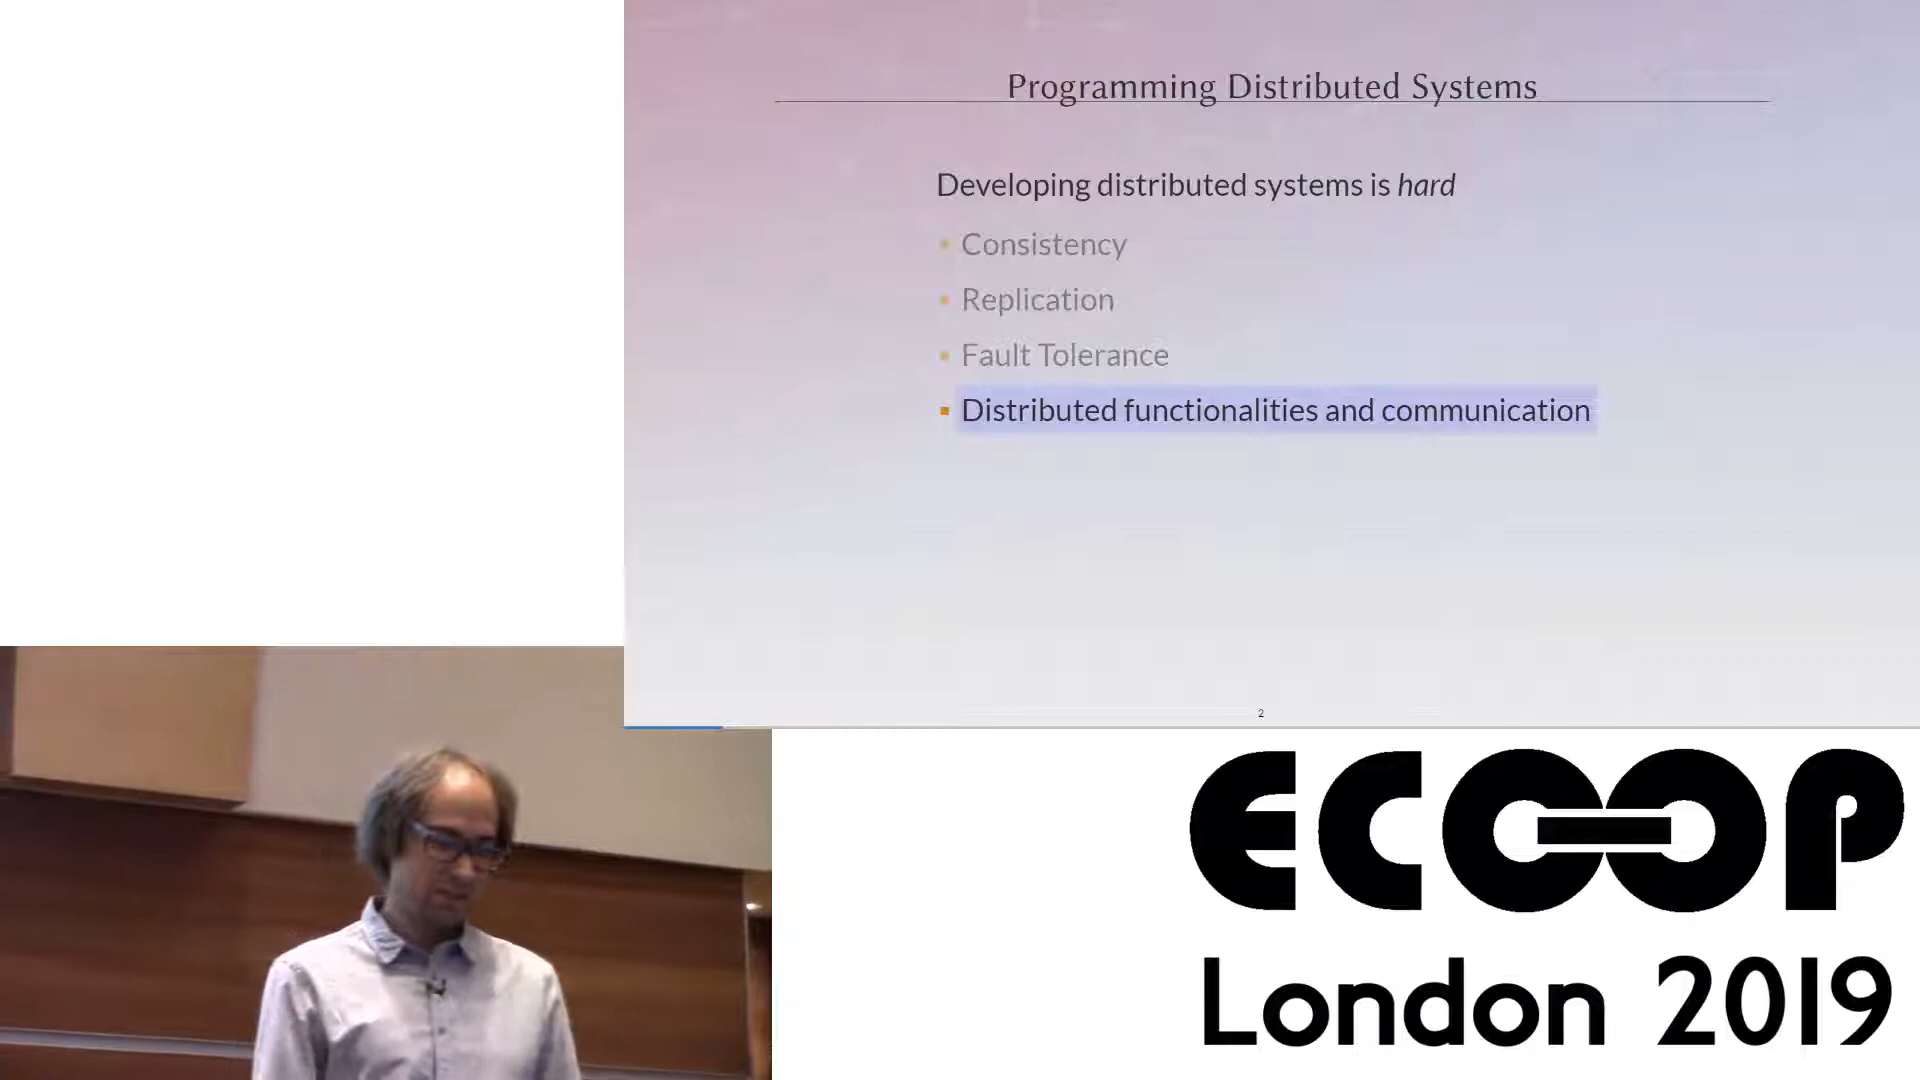 Programming Distributed Systems
Developing distributed systems is hard
▪ Consistency
▪ Replication
▪ Fault Tolerance
▪ Distributed functionalities and communication
2
ECOOP
London 2019